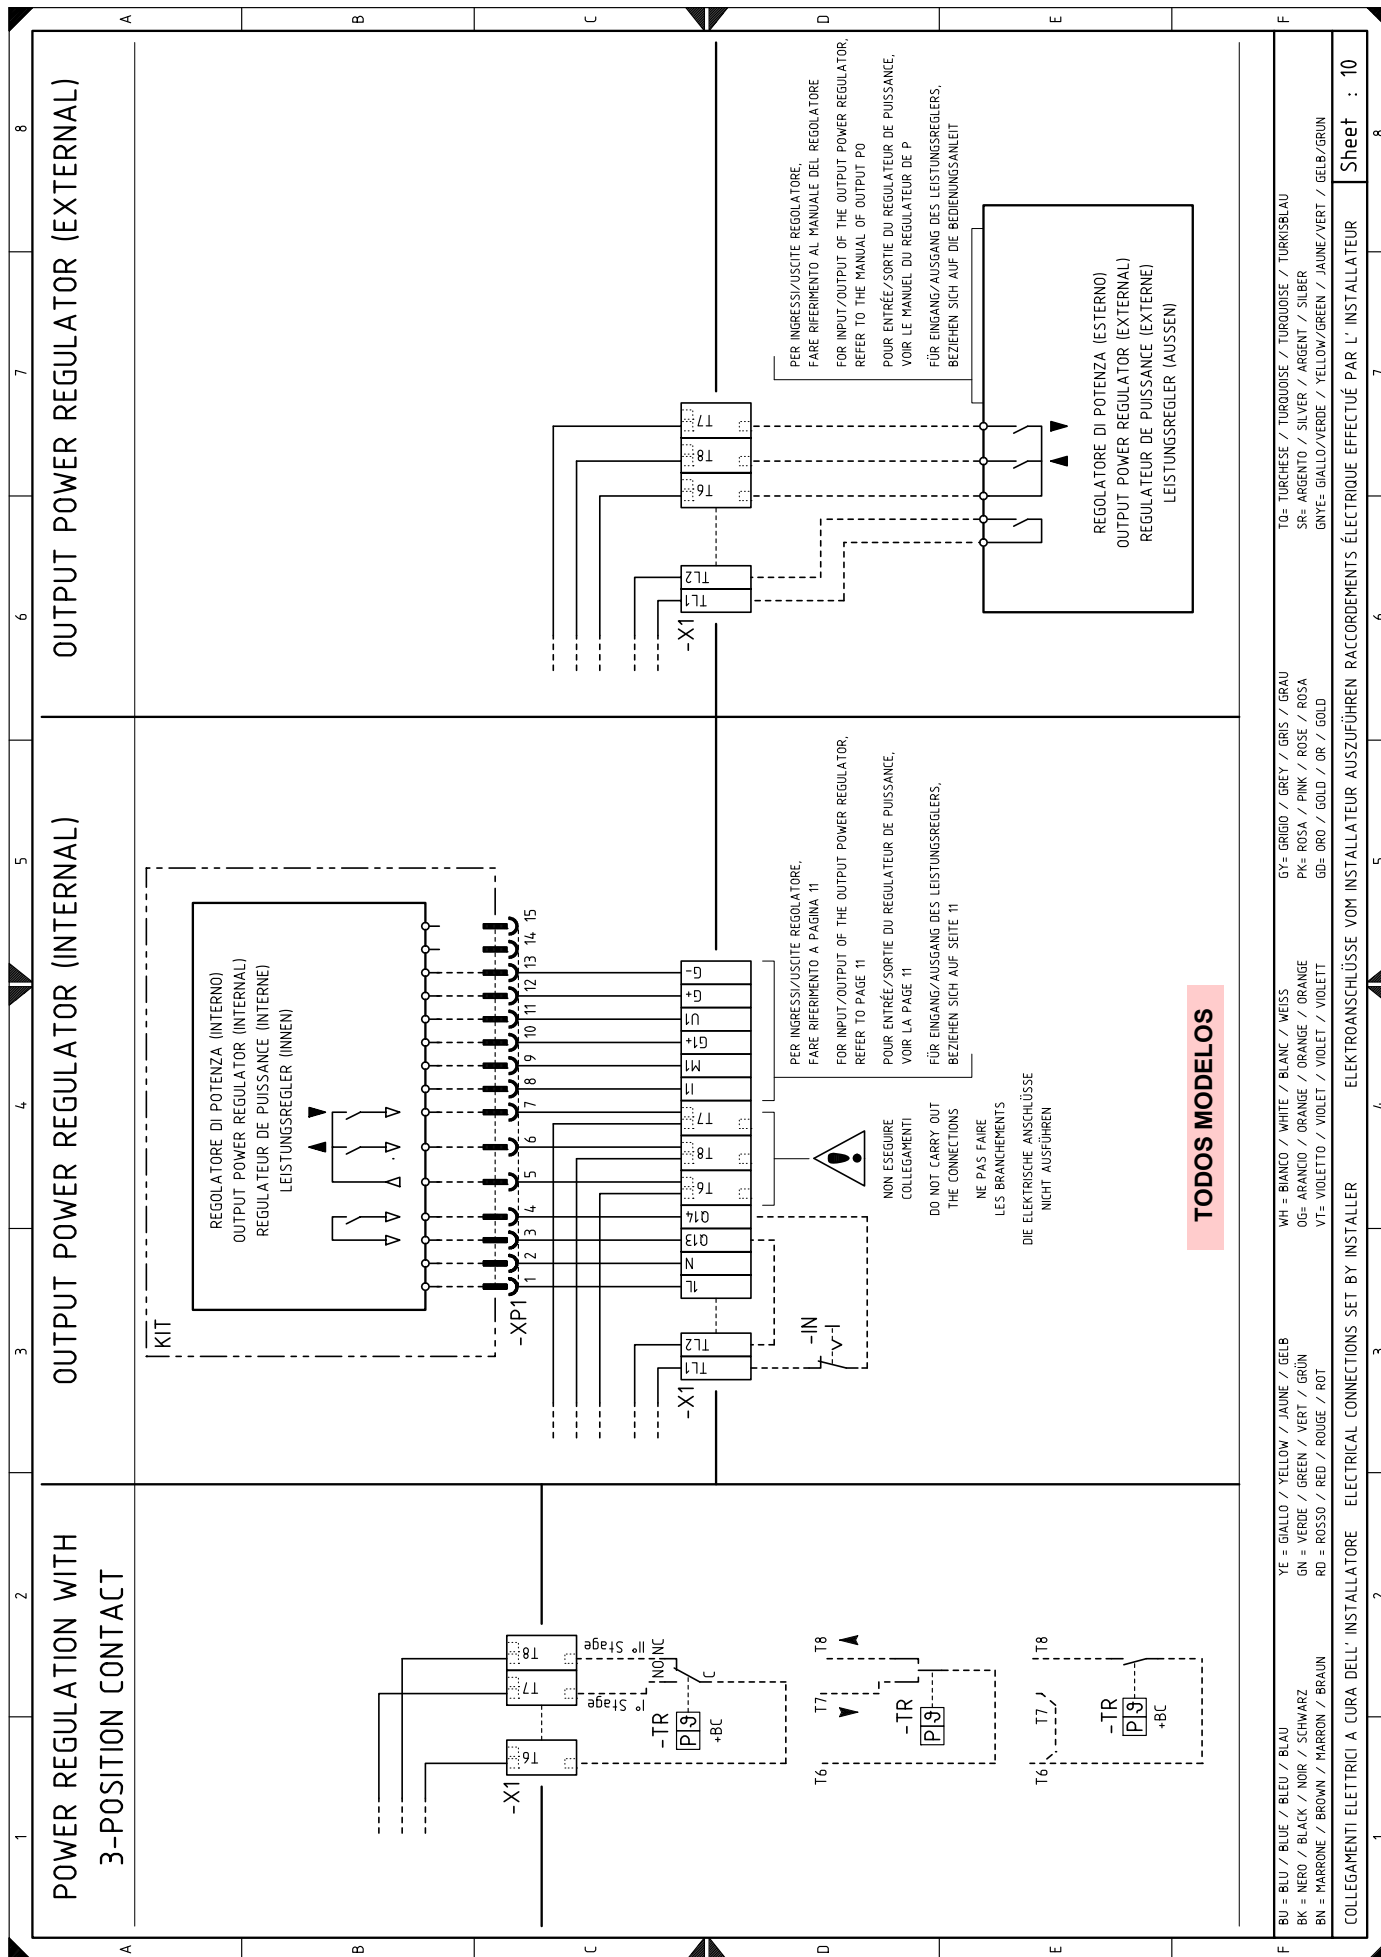 1
2
3
4
5
6
7
8
A
B
C
D
E
F
POWER REGULATION WITH
3-POSITION CONTACT
-X1
T6
T7
T8
I° Stage
II° Stage
NO
NC
C
-TR
P
ϑ
+BC
T6
T7
T8
-TR
P
ϑ
T6
T7
T8
-TR
P
ϑ
+BC
OUTPUT POWER REGULATOR (INTERNAL)
KIT
REGOLATORE DI POTENZA (INTERNO)
OUTPUT POWER REGULATOR (INTERNAL)
REGULATEUR DE PUISSANCE (INTERNE)
LEISTUNGSREGLER (INNEN)
-XP1
1
2
3
4
5
6
7
8
9
10
11
12
13
14
15
-X1
TL1
TL2
1L
N
Q13
Q14
T6
T8
T7
I1
M1
G1+
U1
G+
G-
-IN
NON ESEGUIRE
COLLEGAMENTI
DO NOT CARRY OUT
THE CONNECTIONS
NE PAS FAIRE
LES BRANCHEMENTS
DIE ELEKTRISCHE ANSCHLÜSSE
NICHT AUSFÜHREN
PER INGRESSI/USCITE REGOLATORE,
FARE RIFERIMENTO A PAGINA 11
FOR INPUT/OUTPUT OF THE OUTPUT POWER REGULATOR,
REFER TO PAGE 11
POUR ENTRÉE/SORTIE DU REGULATEUR DE PUISSANCE,
VOIR LA PAGE 11
FÜR EINGANG/AUSGANG DES LEISTUNGSREGLERS,
BEZIEHEN SICH AUF SEITE 11
TODOS MODELOS
OUTPUT POWER REGULATOR (EXTERNAL)
-X1
TL1
TL2
T6
T8
T7
PER INGRESSI/USCITE REGOLATORE,
FARE RIFERIMENTO AL MANUALE DEL REGOLATORE
FOR INPUT/OUTPUT OF THE OUTPUT POWER REGULATOR,
REFER TO THE MANUAL OF OUTPUT PO
POUR ENTRÉE/SORTIE DU REGULATEUR DE PUISSANCE,
VOIR LE MANUEL DU REGULATEUR DE P
FÜR EINGANG/AUSGANG DES LEISTUNGSREGLERS,
BEZIEHEN SICH AUF DIE BEDIENUNGSANLEIT
REGOLATORE DI POTENZA (ESTERNO)
OUTPUT POWER REGULATOR (EXTERNAL)
REGULATEUR DE PUISSANCE (EXTERNE)
LEISTUNGSREGLER (AUSSEN)
BU = BLU / BLUE / BLEU / BLAU
BK = NERO / BLACK / NOIR / SCHWARZ
BN = MARRONE / BROWN / MARRON / BRAUN
YE = GIALLO / YELLOW / JAUNE / GELB
GN = VERDE / GREEN / VERT / GRÜN
RD = ROSSO / RED / ROUGE / ROT
WH = BIANCO / WHITE / BLANC / WEISS
OG= ARANCIO / ORANGE / ORANGE / ORANGE
VT= VIOLETTO / VIOLET / VIOLET / VIOLETT
GY= GRIGIO / GREY / GRIS / GRAU
PK= ROSA / PINK / ROSE / ROSA
GD= ORO / GOLD / OR / GOLD
TQ= TURCHESE / TURQUOISE / TURQUOISE / TURKISBLAU
SR= ARGENTO / SILVER / ARGENT / SILBER
GNYE= GIALLO/VERDE / YELLOW/GREEN / JAUNE/VERT / GELB/GRUN
COLLEGAMENTI ELETTRICI A CURA DELL' INSTALLATORE ELECTRICAL CONNECTIONS SET BY INSTALLER ELEKTROANSCHLÜSSE VOM INSTALLATEUR AUSZUFÜHREN RACCORDEMENTS ÉLECTRIQUE EFFECTUÉ PAR L' INSTALLATEUR
Sheet : 10
1
2
3
4
5
6
7
8
A
B
C
D
E
F